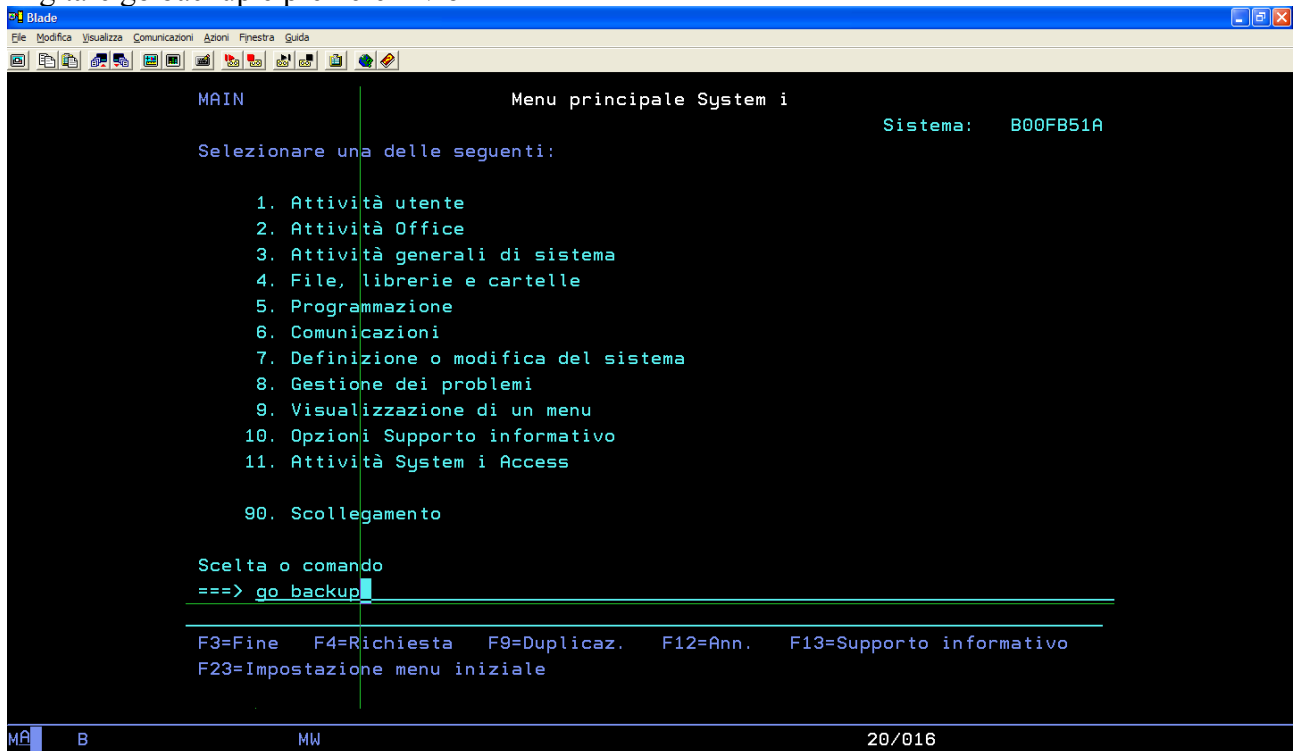 Blade
File Modifica Visualizza Comunicazioni Azioni Finestra Guida
MAIN Menu principale System i
Sistema: B00FB51A
Selezionare una delle seguenti:
1. Attività utente
2. Attività Office
3. Attività generali di sistema
4. File, librerie e cartelle
5. Programmazione
6. Comunicazioni
7. Definizione o modifica del sistema
8. Gestione dei problemi
9. Visualizzazione di un menu
10. Opzioni Supporto informativo
11. Attività System i Access
90. Scollegamento
Scelta o comando
===> go backup
F3=Fine F4=Richiesta F9=Duplicaz. F12=Ann. F13=Supporto informativo
F23=Impostazione menu iniziale
MA B MW 20/016